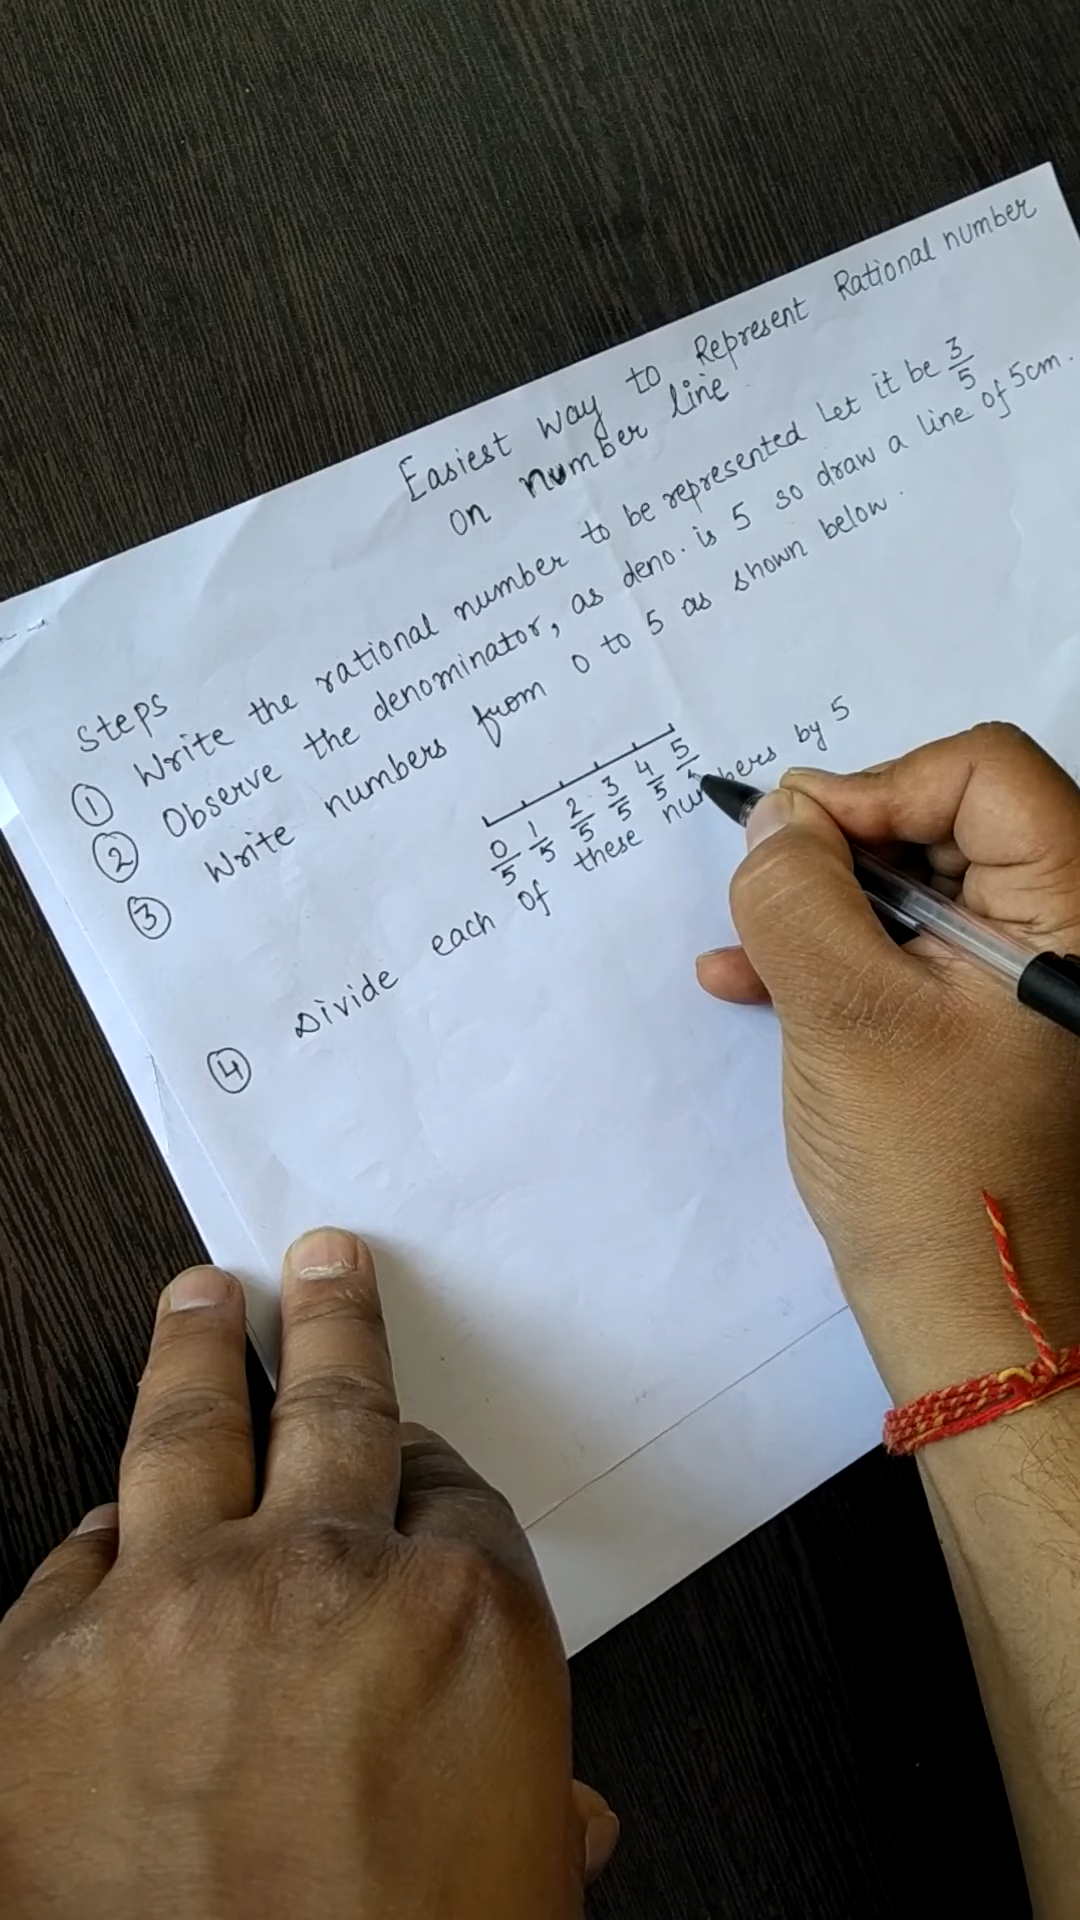 Easiest way to Represent Rational number
on number line.
Steps
① Write the rational number to be represented Let it be 3/5
② Observe the denominator, as deno. is 5 so draw a line of 5cm.
③ Write numbers from 0 to 5 as shown below.
0/5 1/5 2/5 3/5 4/5 5/
④ Divide each of these numbers by 5